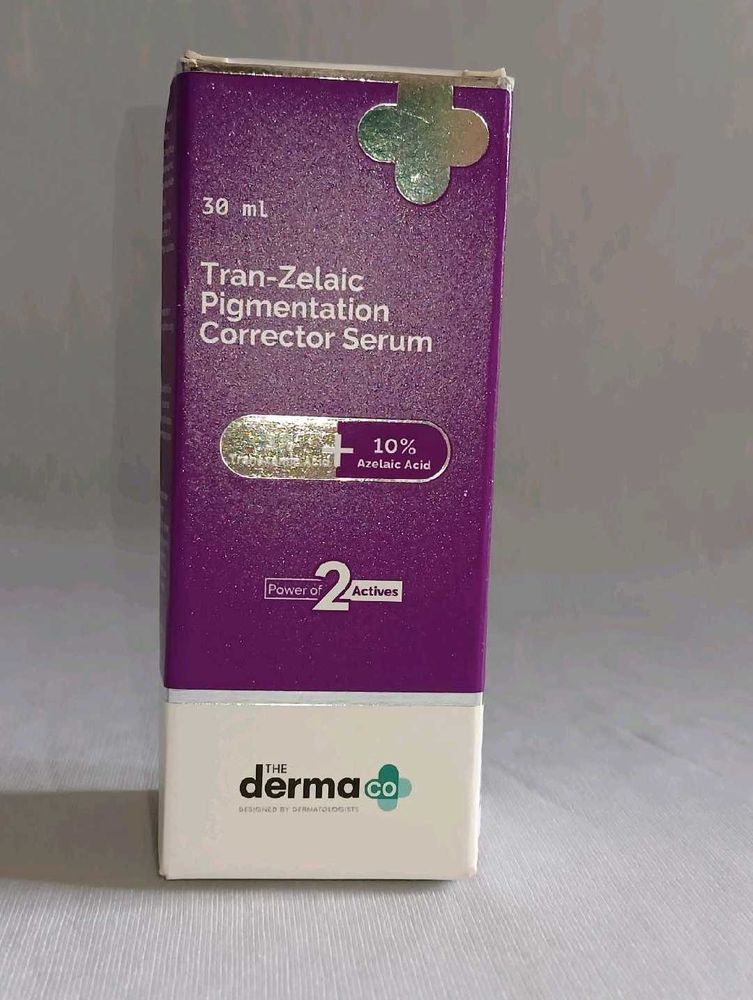 30 ml
Tran-Zelaic
Pigmentation
Corrector Serum
+ 10%
Azelaic Acid
Power of 2 Actives
THE
derma co
DESIGNED BY DERMATOLOGISTS